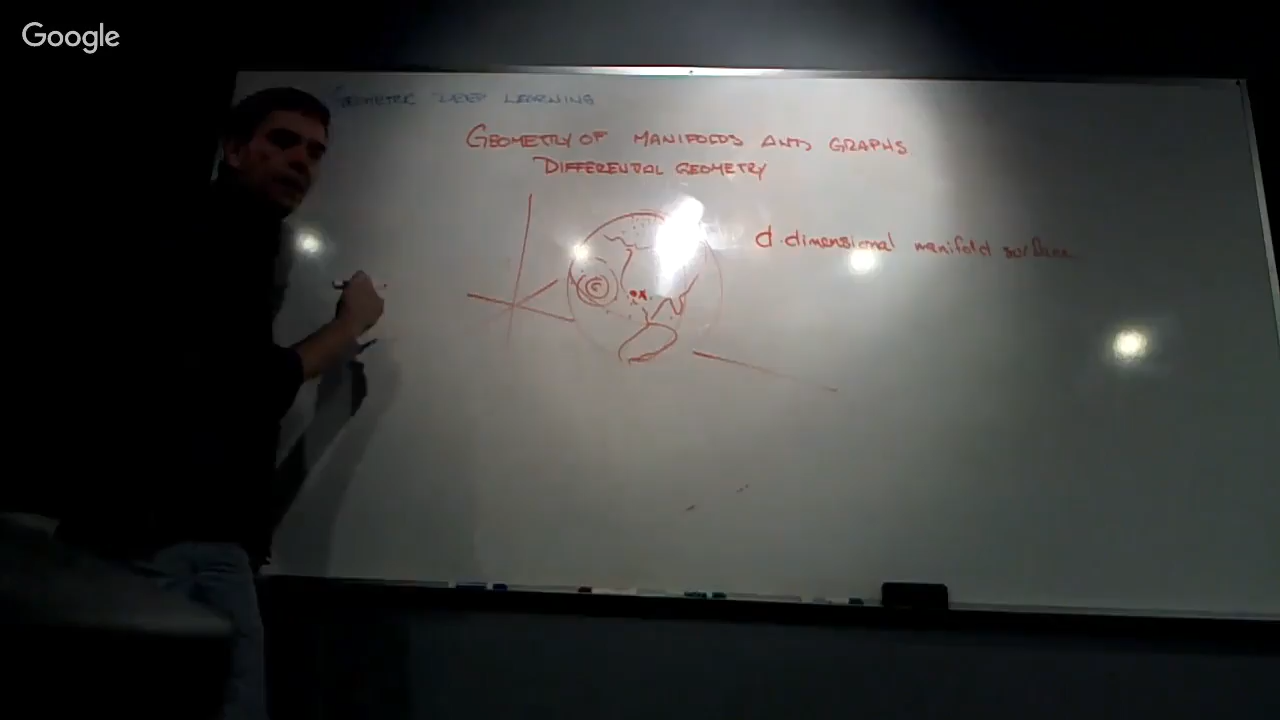 Google
GEOMETRIC DEEP LEARNING
GEOMETRY OF MANIFOLDS AND GRAPHS
DIFFERENTIAL GEOMETRY
d.dimensional manifold surface